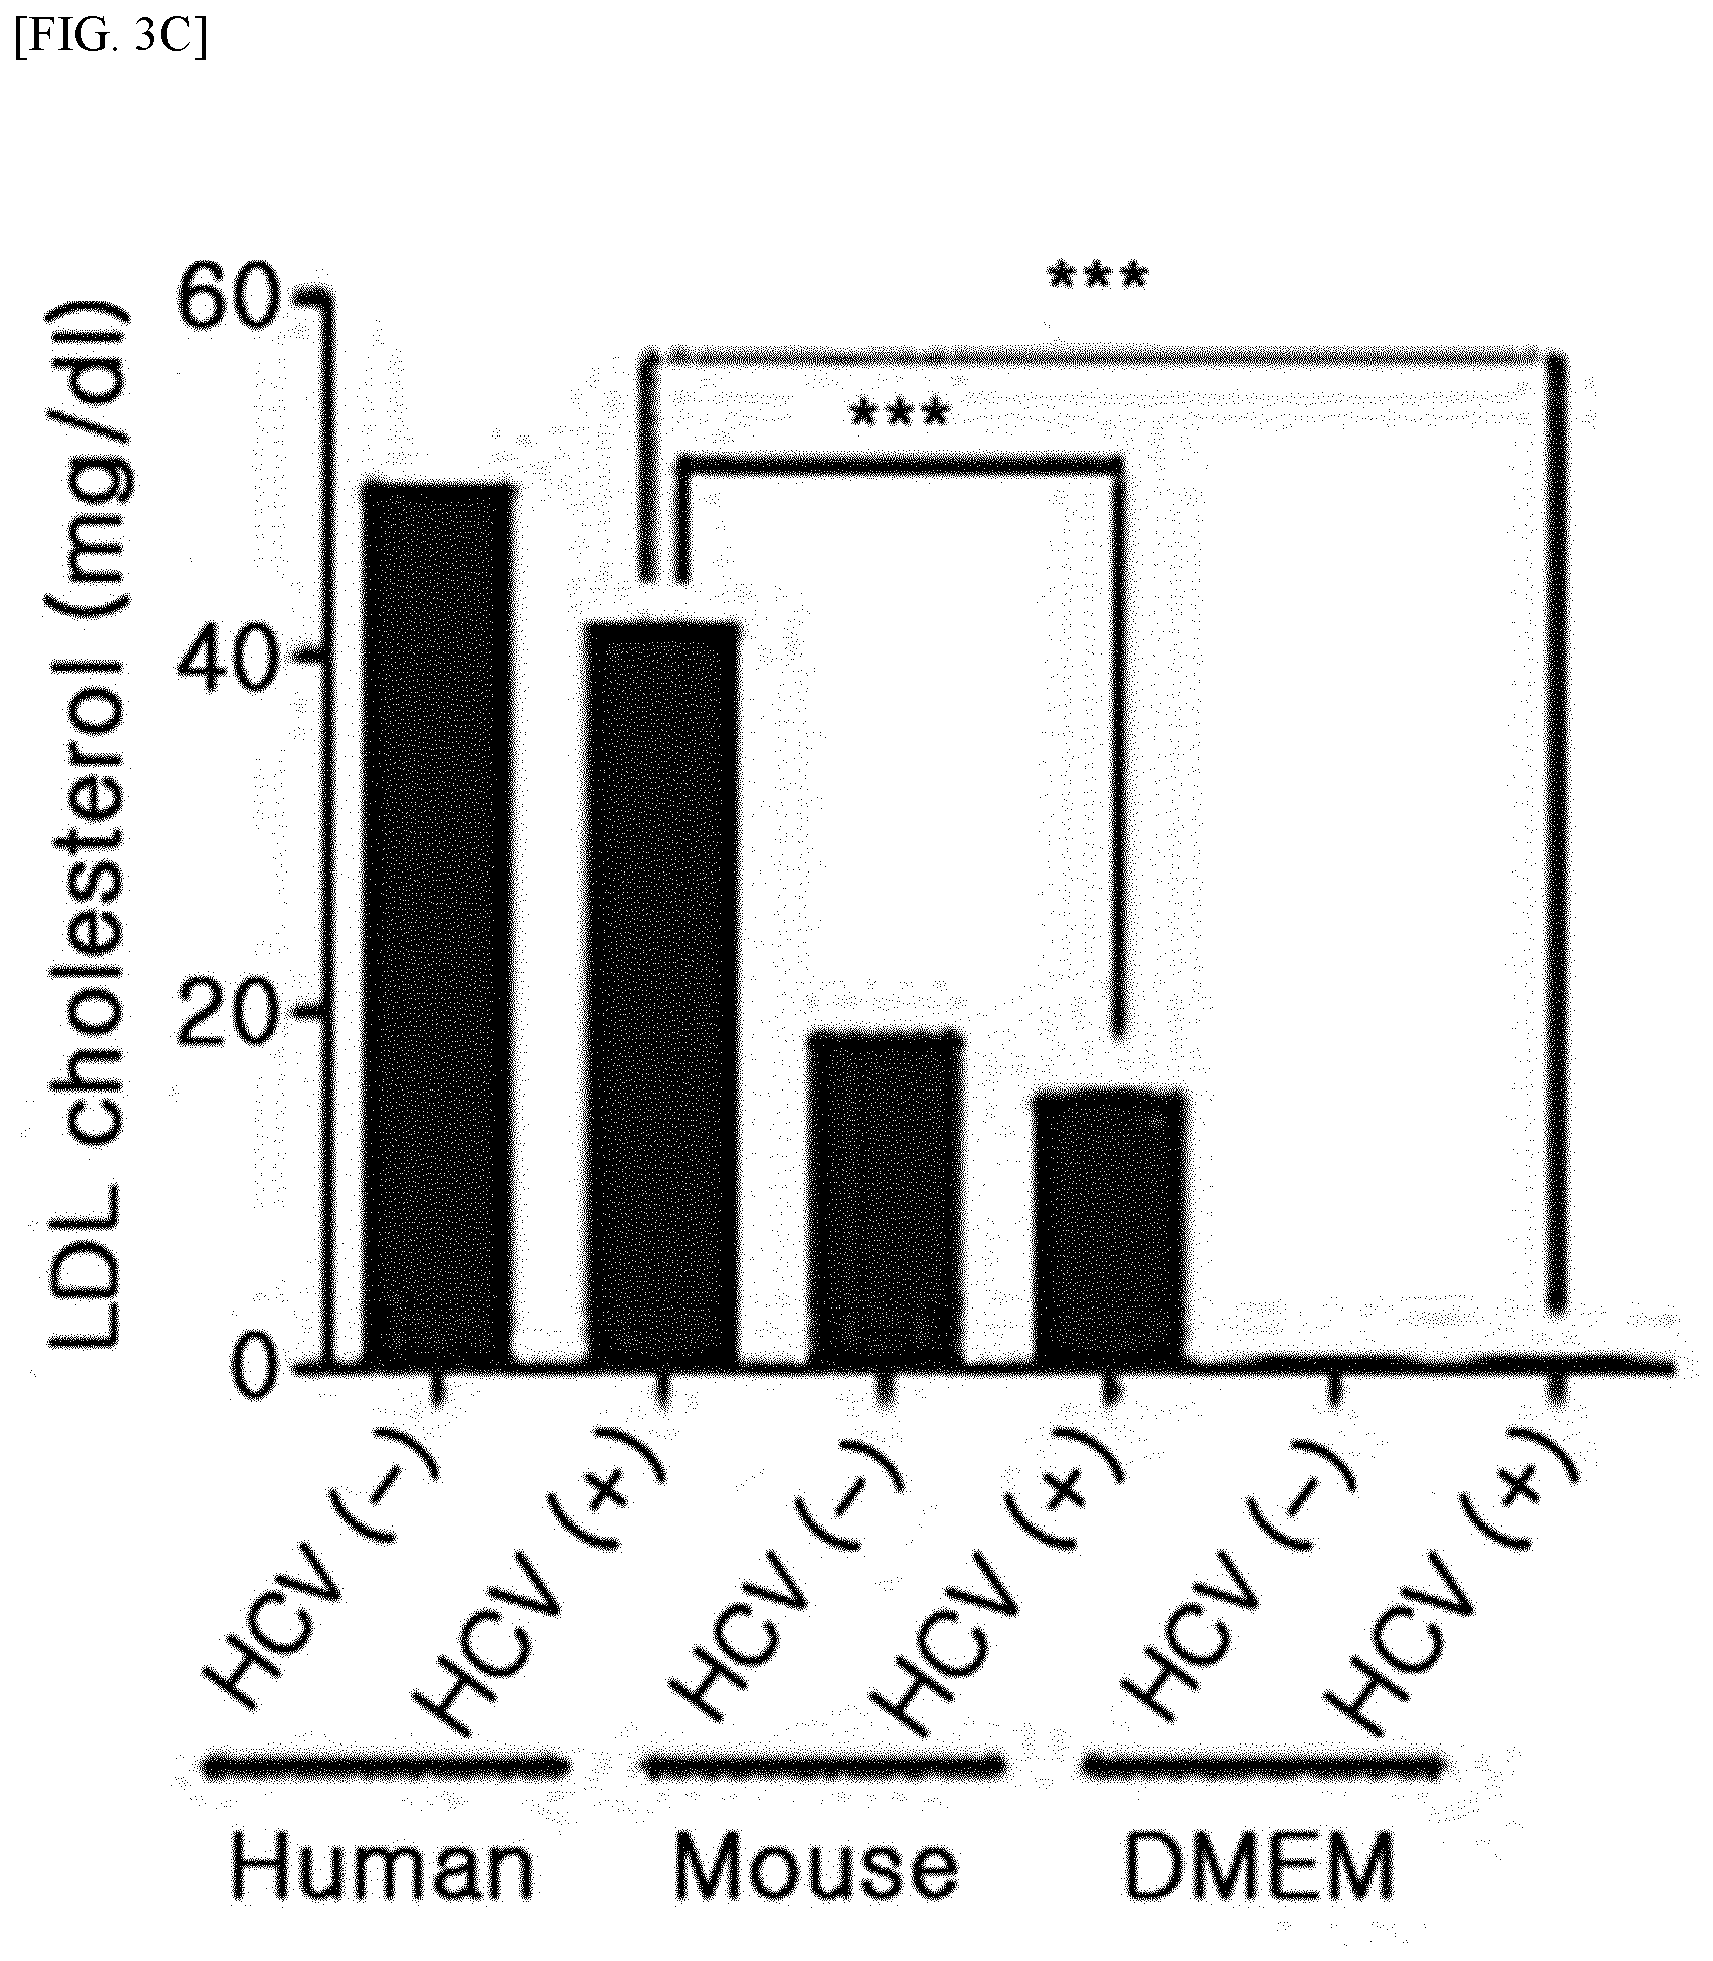 [FIG. 3C]
***
60
***
40
20
0
LDL cholesterol (mg/dl)
HCV (−)
HCV (+)
HCV (−)
HCV (+)
HCV (−)
HCV (+)
Human
Mouse
DMEM